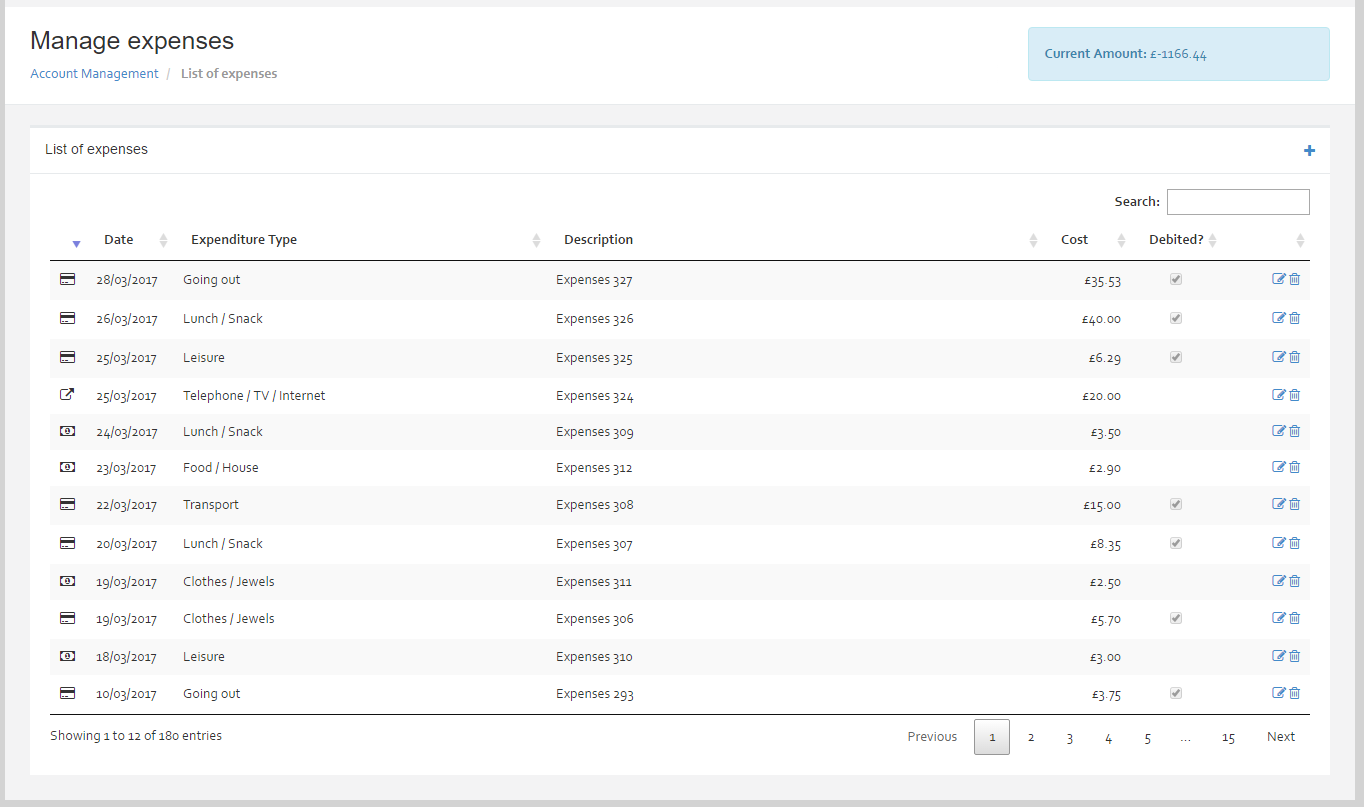 Manage expenses
Current Amount: £-1166.44
Account Management / List of expenses
List of expenses
Search:
Date Expenditure Type Description Cost Debited?
28/03/2017 Going out Expenses 327 £35.53
26/03/2017 Lunch / Snack Expenses 326 £40.00
25/03/2017 Leisure Expenses 325 £6.29
25/03/2017 Telephone / TV / Internet Expenses 324 £20.00
24/03/2017 Lunch / Snack Expenses 309 £3.50
23/03/2017 Food / House Expenses 312 £2.90
22/03/2017 Transport Expenses 308 £15.00
20/03/2017 Lunch / Snack Expenses 307 £8.35
19/03/2017 Clothes / Jewels Expenses 311 £2.50
19/03/2017 Clothes / Jewels Expenses 306 £5.70
18/03/2017 Leisure Expenses 310 £3.00
10/03/2017 Going out Expenses 293 £3.75
Showing 1 to 12 of 180 entries Previous 1 2 3 4 5 ... 15 Next